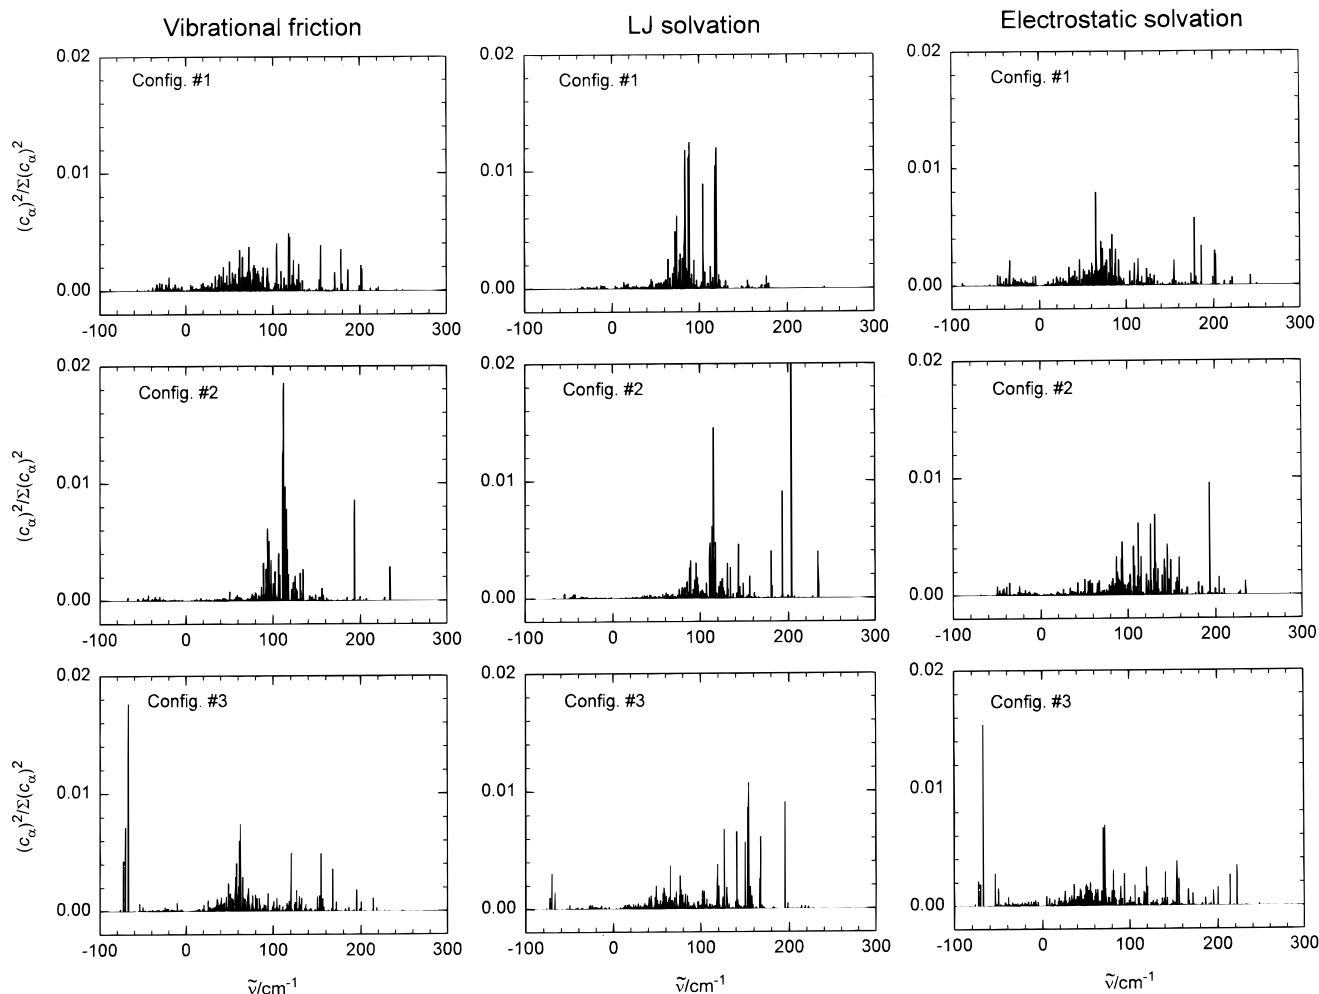 Vibrational friction
LJ solvation
Electrostatic solvation
(cα)²/Σ(cα)²
0.02
0.01
0.00
Config. #1
-100 0 100 200 300
0.02
0.01
0.00
Config. #1
-100 0 100 200 300
0.02
0.01
0.00
Config. #1
-100 0 100 200 300
(cα)²/Σ(cα)²
0.02
0.01
0.00
Config. #2
-100 0 100 200 300
0.02
0.01
0.00
Config. #2
-100 0 100 200 300
0.02
0.01
0.00
Config. #2
-100 0 100 200 300
(cα)²/Σ(cα)²
0.02
0.01
0.00
Config. #3
-100 0 100 200 300
ν̃/cm⁻¹
0.02
0.01
0.00
Config. #3
-100 0 100 200 300
ν̃/cm⁻¹
0.02
0.01
0.00
Config. #3
-100 0 100 200 300
ν̃/cm⁻¹